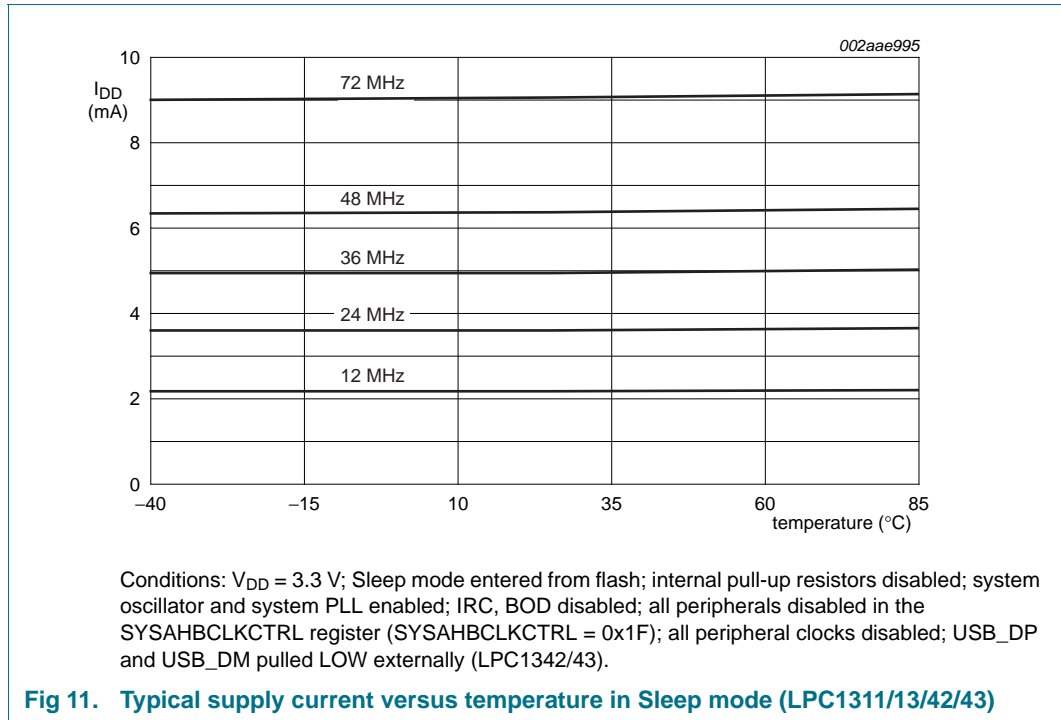 002aae995
10
I_DD
(mA)
72 MHz
8
48 MHz
6
36 MHz
4
24 MHz
12 MHz
2
0
−40
−15
10
35
60
85
temperature (°C)
Conditions: V_DD = 3.3 V; Sleep mode entered from flash; internal pull-up resistors disabled; system
oscillator and system PLL enabled; IRC, BOD disabled; all peripherals disabled in the
SYSAHBCLKCTRL register (SYSAHBCLKCTRL = 0x1F); all peripheral clocks disabled; USB_DP
and USB_DM pulled LOW externally (LPC1342/43).
Fig 11. Typical supply current versus temperature in Sleep mode (LPC1311/13/42/43)